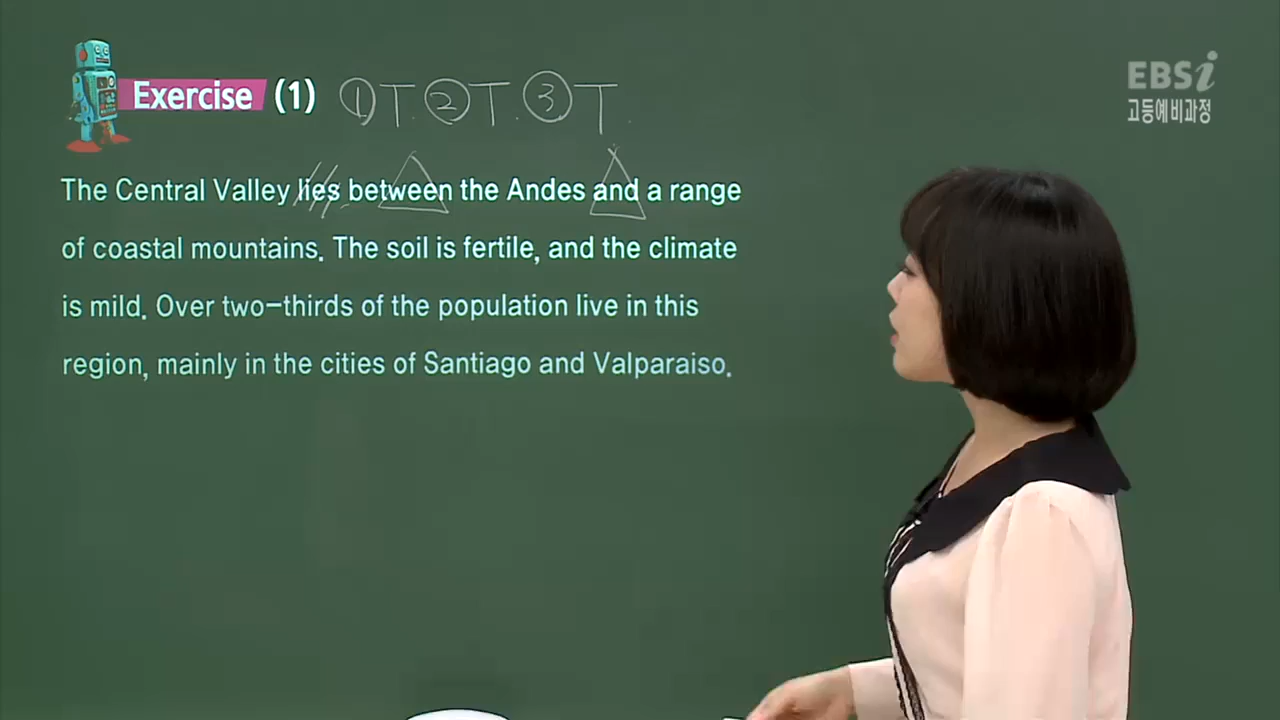 Exercise (1) ①T ②T ③T
EBSi
고등예비과정
The Central Valley lies between the Andes and a range
of coastal mountains. The soil is fertile, and the climate
is mild. Over two-thirds of the population live in this
region, mainly in the cities of Santiago and Valparaiso.